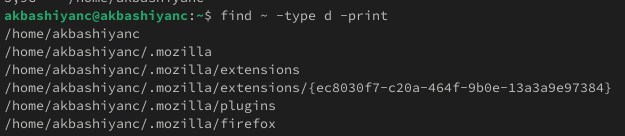 akbashiyanc@akbashiyanc:~$ find ~ -type d -print
/home/akbashiyanc
/home/akbashiyanc/.mozilla
/home/akbashiyanc/.mozilla/extensions
/home/akbashiyanc/.mozilla/extensions/{ec8030f7-c20a-464f-9b0e-13a3a9e97384}
/home/akbashiyanc/.mozilla/plugins
/home/akbashiyanc/.mozilla/firefox